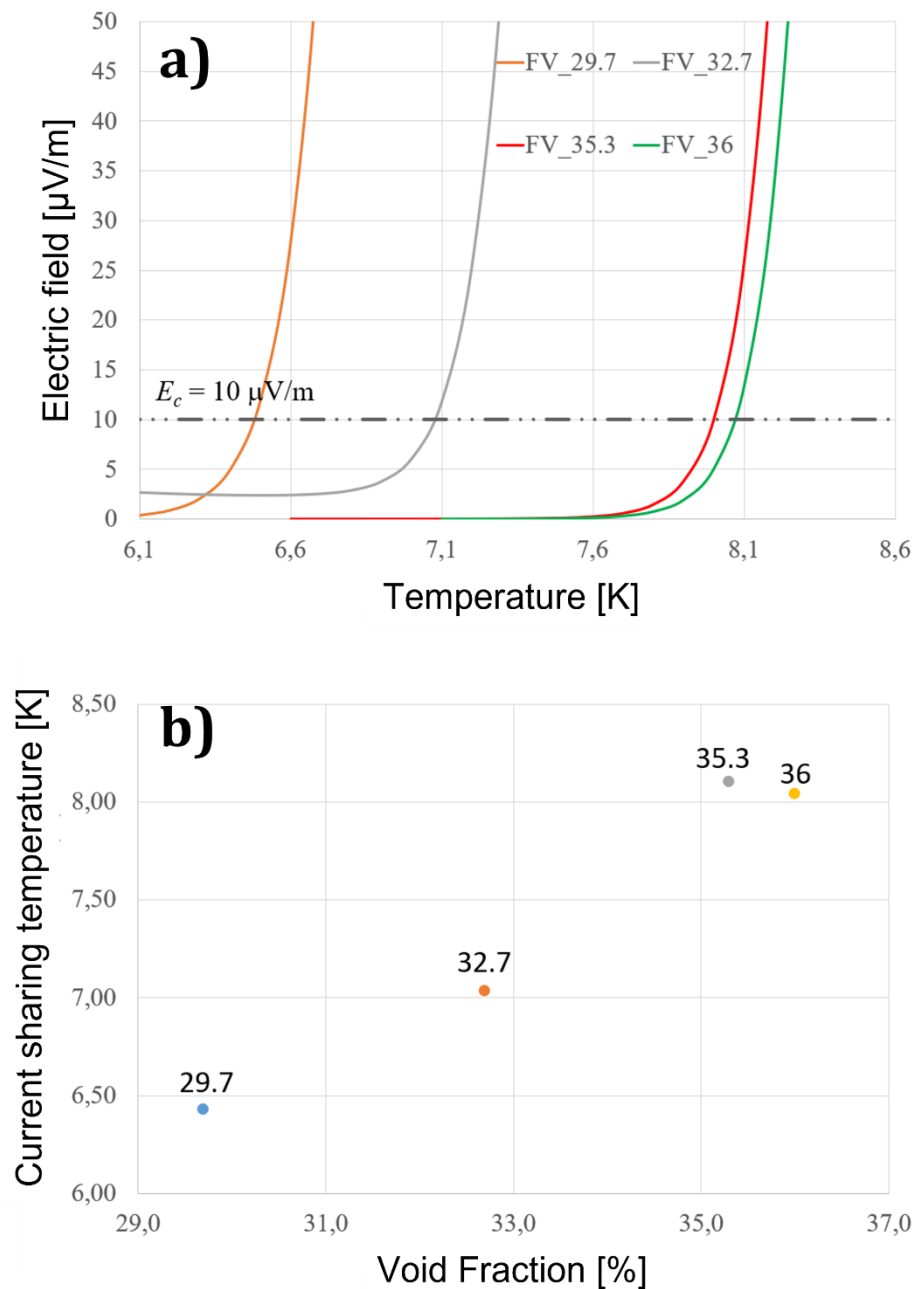 a)
50
45
40
35
30
25
20
15
10
5
0
Electric field [µV/m]
FV_29.7 FV_32.7
FV_35.3 FV_36
E_c = 10 µV/m
6,1 6,6 7,1 7,6 8,1 8,6
Temperature [K]
b)
8,50
8,00
7,50
7,00
6,50
6,00
Current sharing temperature [K]
35.3
36
32.7
29.7
29,0 31,0 33,0 35,0 37,0
Void Fraction [%]